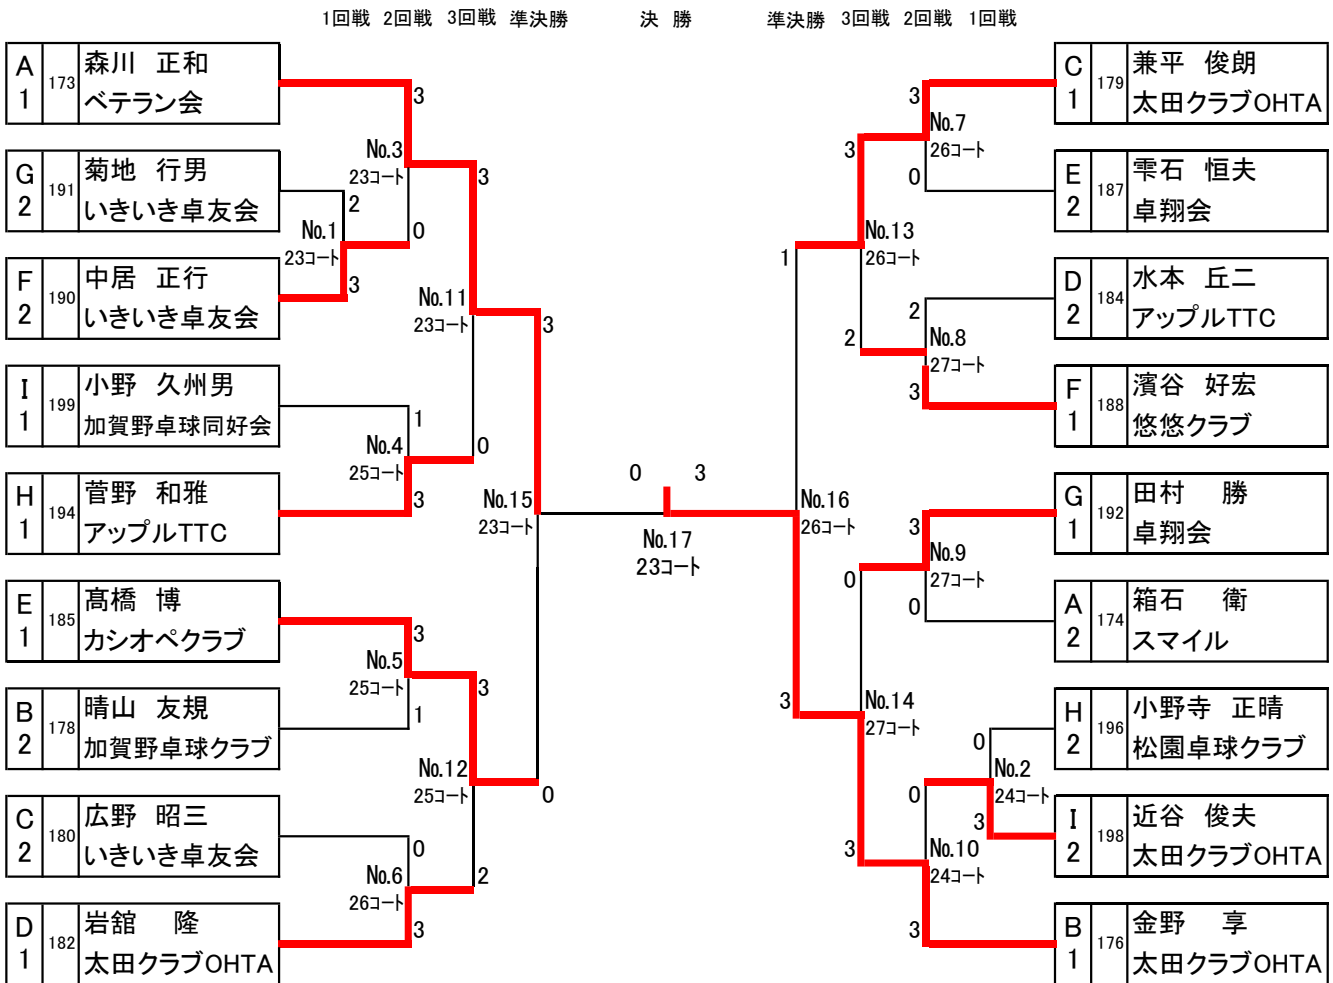 1回戦 2回戦 3回戦 準決勝 決 勝 準決勝 3回戦 2回戦 1回戦
A 1 173 森川 正和
ベテラン会
G 2 191 菊地 行男
いきいき卓友会
F 2 190 中居 正行
いきいき卓友会
I 1 199 小野 久州男
加賀野卓球同好会
H 1 194 菅野 和雅
アップルTTC
E 1 185 髙橋 博
カシオペクラブ
B 2 178 晴山 友規
加賀野卓球クラブ
C 2 180 広野 昭三
いきいき卓友会
D 1 182 岩舘 隆
太田クラブOHTA
3
No.3
23コート
0
2
No.1
23コート
3
3
No.11
23コート
0
1
No.4
25コート
3
3
No.15
23コート
0
3
No.5
25コート
1
3
No.12
25コート
2
0
No.6
26コート
3
0 3
No.17
23コート
1
No.16
26コート
3
3
No.13
26コート
2
3
No.7
26コート
0
2
No.8
27コート
3
0
No.14
27コート
3
3
No.9
27コート
0
0
No.2
24コート
3
0
No.10
24コート
3
C 1 179 兼平 俊朗
太田クラブOHTA
E 2 187 雫石 恒夫
卓翔会
D 2 184 水本 丘二
アップルTTC
F 1 188 濱谷 好宏
悠悠クラブ
G 1 192 田村 勝
卓翔会
A 2 174 箱石 衛
スマイル
H 2 196 小野寺 正晴
松園卓球クラブ
I 2 198 近谷 俊夫
太田クラブOHTA
B 1 176 金野 享
太田クラブOHTA